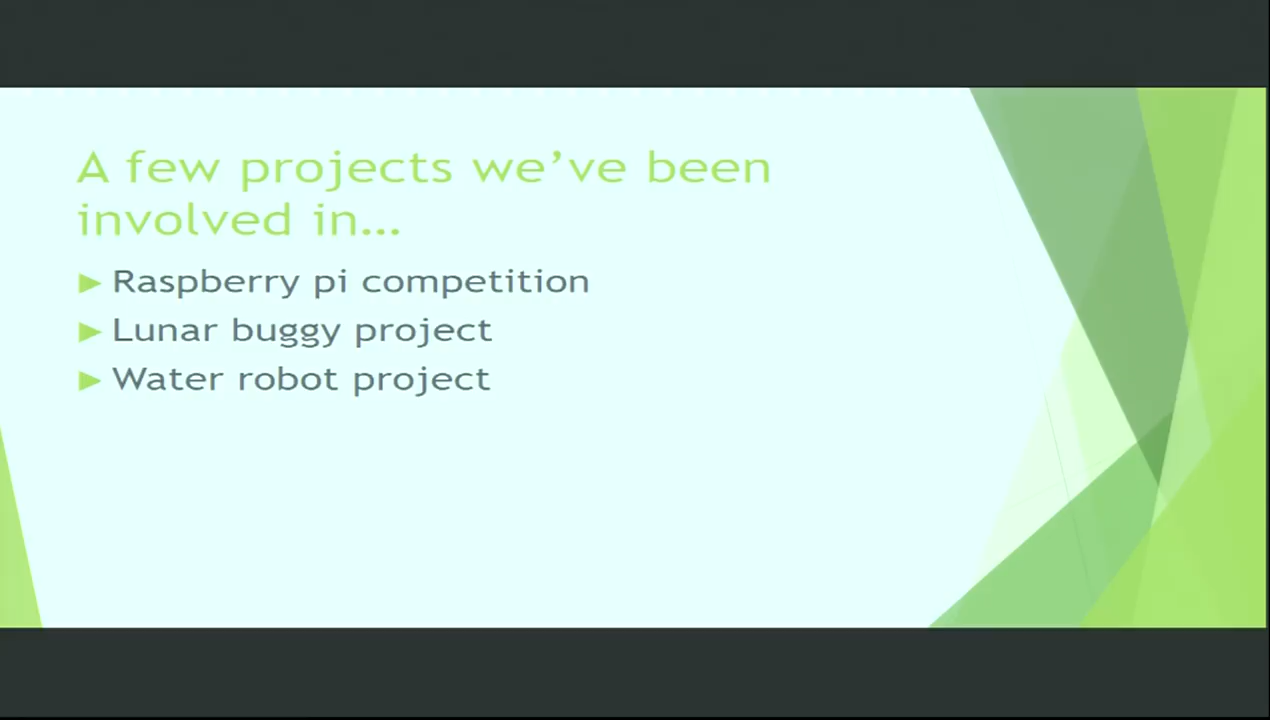 A few projects we’ve been
involved in…
Raspberry pi competition
Lunar buggy project
Water robot project